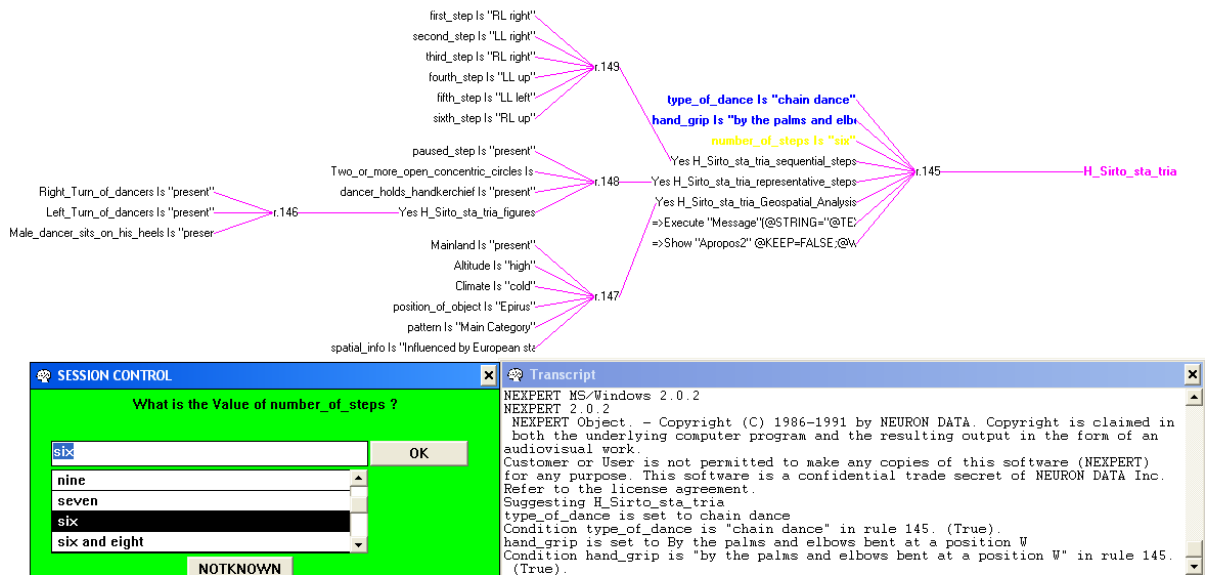 first_step Is "RL right"
second_step Is "LL right"
third_step Is "RL right"
fourth_step Is "LL up"
fifth_step Is "LL left"
sixth_step Is "RL up"
r.149
type_of_dance Is "chain dance"
hand_grip Is "by the palms and elb
number_of_steps Is "six"
Yes H_Sirto_sta_tria_sequential_steps
Yes H_Sirto_sta_tria_representative_steps
Yes H_Sirto_sta_tria_Geospatial_Analysis
=>Execute "Message"(@STRING="@TE
=>Show "Apropos2" @KEEP=FALSE;@W
r.145
H_Sirto_sta_tria
paused_step Is "present"
Two_or_more_open_concentric_circles Is
dancer_holds_handkerchief Is "present"
Yes H_Sirto_sta_tria_figures
r.148
Right_Turn_of_dancers Is "present"
Left_Turn_of_dancers Is "present"
Male_dancer_sits_on_his_heels Is "preser
r.146
Mainland Is "present"
Altitude Is "high"
Climate Is "cold"
position_of_object Is "Epirus"
pattern Is "Main Category"
spatial_info Is "Influenced by European sta
r.147
SESSION CONTROL
What is the Value of number_of_steps ?
six
OK
nine
seven
six
six and eight
NOTKNOWN
Transcript
NEXPERT MS/Windows 2.0.2
NEXPERT 2.0.2
NEXPERT Object. - Copyright (C) 1986-1991 by NEURON DATA. Copyright is claimed in
both the underlying computer program and the resulting output in the form of an
audiovisual work.
Customer or User is not permitted to make any copies of this software (NEXPERT)
for any purpose. This software is a confidential trade secret of NEURON DATA Inc.
Refer to the license agreement.
Suggesting H_Sirto_sta_tria
type_of_dance is set to chain dance
Condition type_of_dance is "chain dance" in rule 145. (True).
hand_grip is set to By the palms and elbows bent at a position W
Condition hand_grip is "by the palms and elbows bent at a position W" in rule 145.
(True).